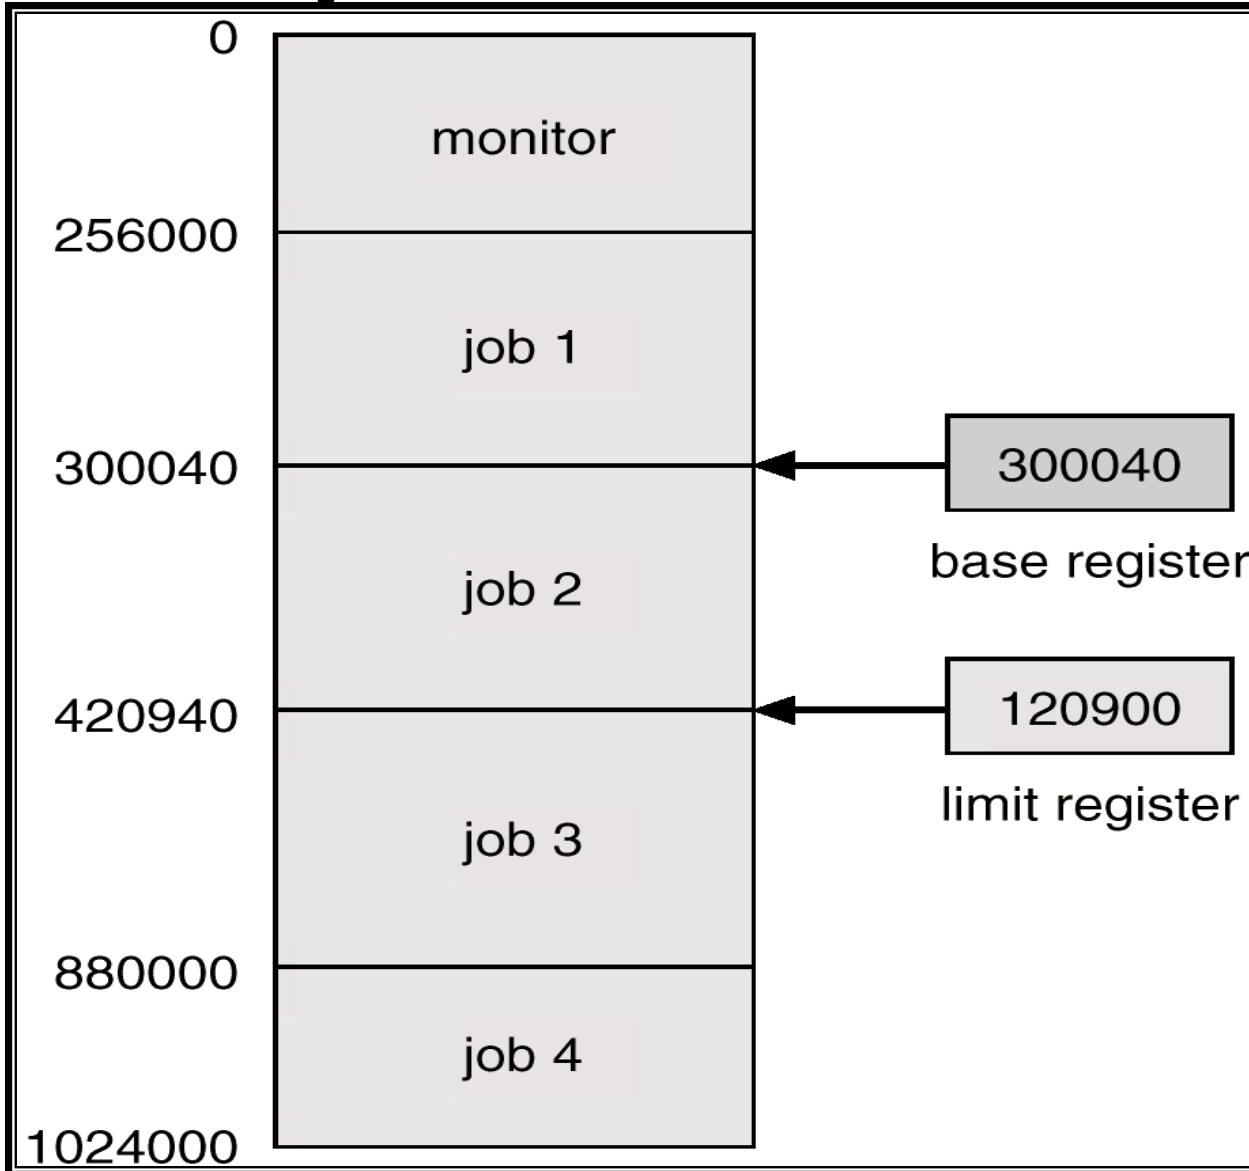 0
monitor
256000
job 1
300040
300040
base register
job 2
420940
120900
limit register
job 3
880000
job 4
1024000